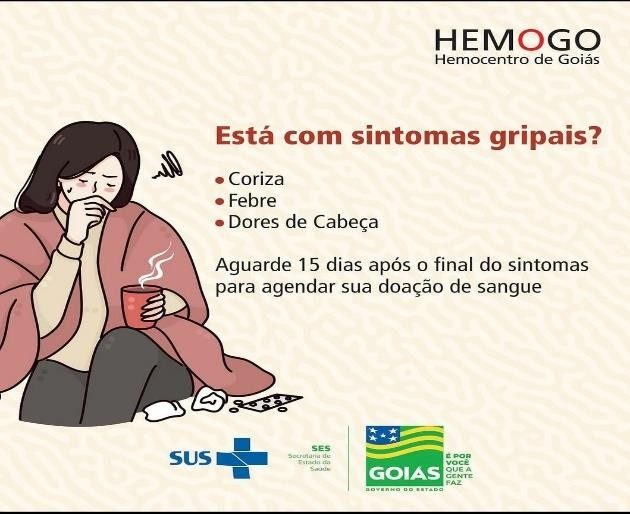 HEMOGO
Hemocentro de Goiás
Está com sintomas gripais?
• Coriza
• Febre
• Dores de Cabeça
Aguarde 15 dias após o final do sintomas
para agendar sua doação de sangue
SUS
SES
Secretaria de
Estado da
Saúde
GOIÁS
GOVERNO DO ESTADO
É POR
VOCÊ
QUE A
GENTE
FAZ